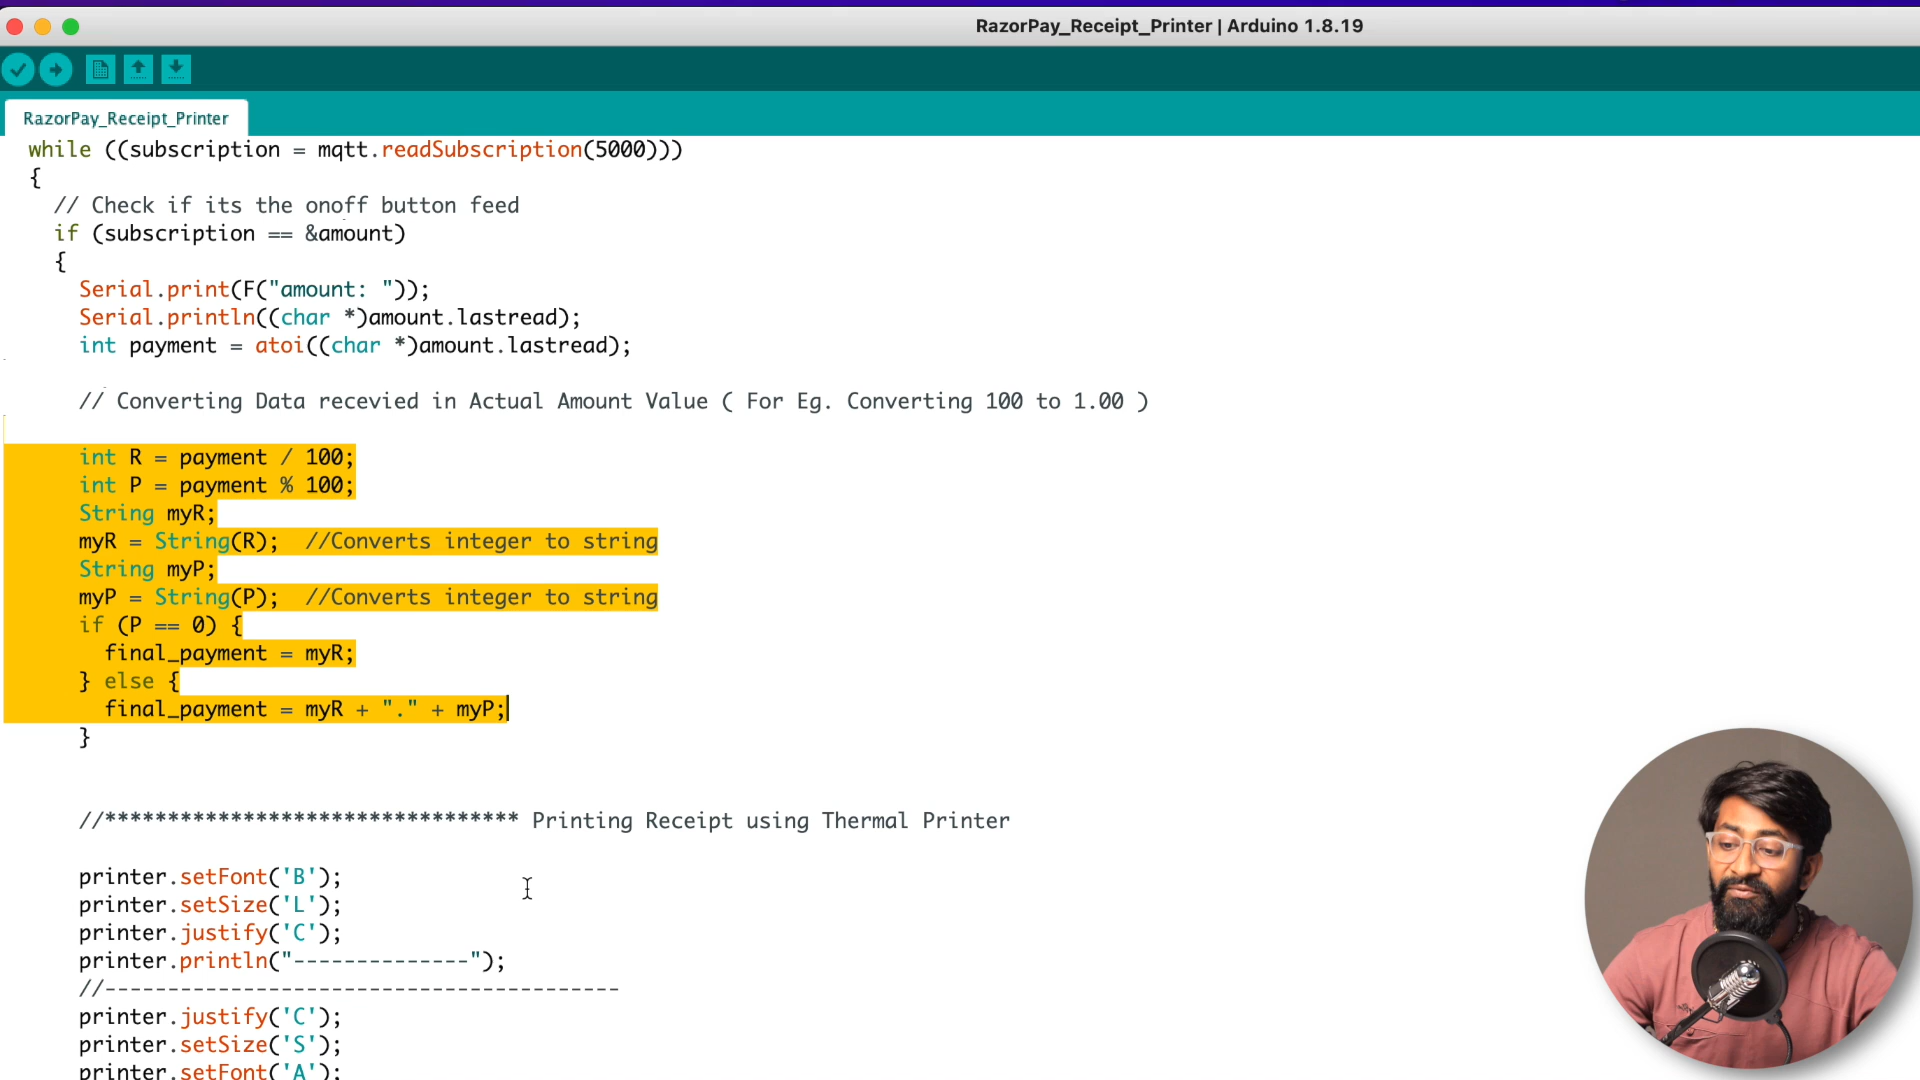 RazorPay_Receipt_Printer | Arduino 1.8.19
RazorPay_Receipt_Printer
while ((subscription = mqtt.readSubscription(5000)))
{
// Check if its the onoff button feed
if (subscription == &amount)
{
Serial.print(F("amount: "));
Serial.println((char *)amount.lastread);
int payment = atoi((char *)amount.lastread);
// Converting Data recevied in Actual Amount Value ( For Eg. Converting 100 to 1.00 )
int R = payment / 100;
int P = payment % 100;
String myR;
myR = String(R);  //Converts integer to string
String myP;
myP = String(P);  //Converts integer to string
if (P == 0) {
final_payment = myR;
} else {
final_payment = myR + "." + myP;
}
//********************************* Printing Receipt using Thermal Printer
printer.setFont('B');
printer.setSize('L');
printer.justify('C');
printer.println("--------------");
//-----------------------------------------
printer.justify('C');
printer.setSize('S');
printer.setFont('A');